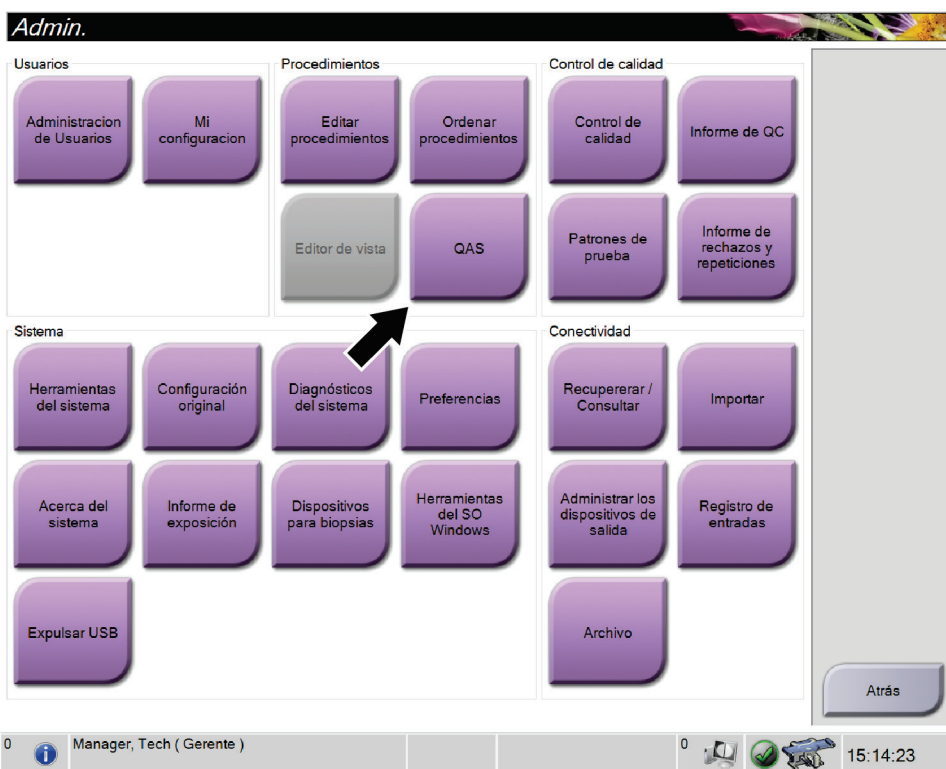 Admin.
Usuarios
Administracion
de Usuarios
Mi
configuracion
Procedimientos
Editar
procedimientos
Ordenar
procedimientos
Editor de vista
QAS
Control de calidad
Control de
calidad
Informe de QC
Patrones de
prueba
Informe de
rechazos y
repeticiones
Sistema
Herramientas
del sistema
Configuración
original
Diagnósticos
del sistema
Preferencias
Acerca del
sistema
Informe de
exposición
Dispositivos
para biopsias
Herramientas
del SO
Windows
Expulsar USB
Conectividad
Recupererar /
Consultar
Importar
Administrar los
dispositivos de
salida
Registro de
entradas
Archivo
Atrás
0
Manager, Tech ( Gerente )
0
15:14:23